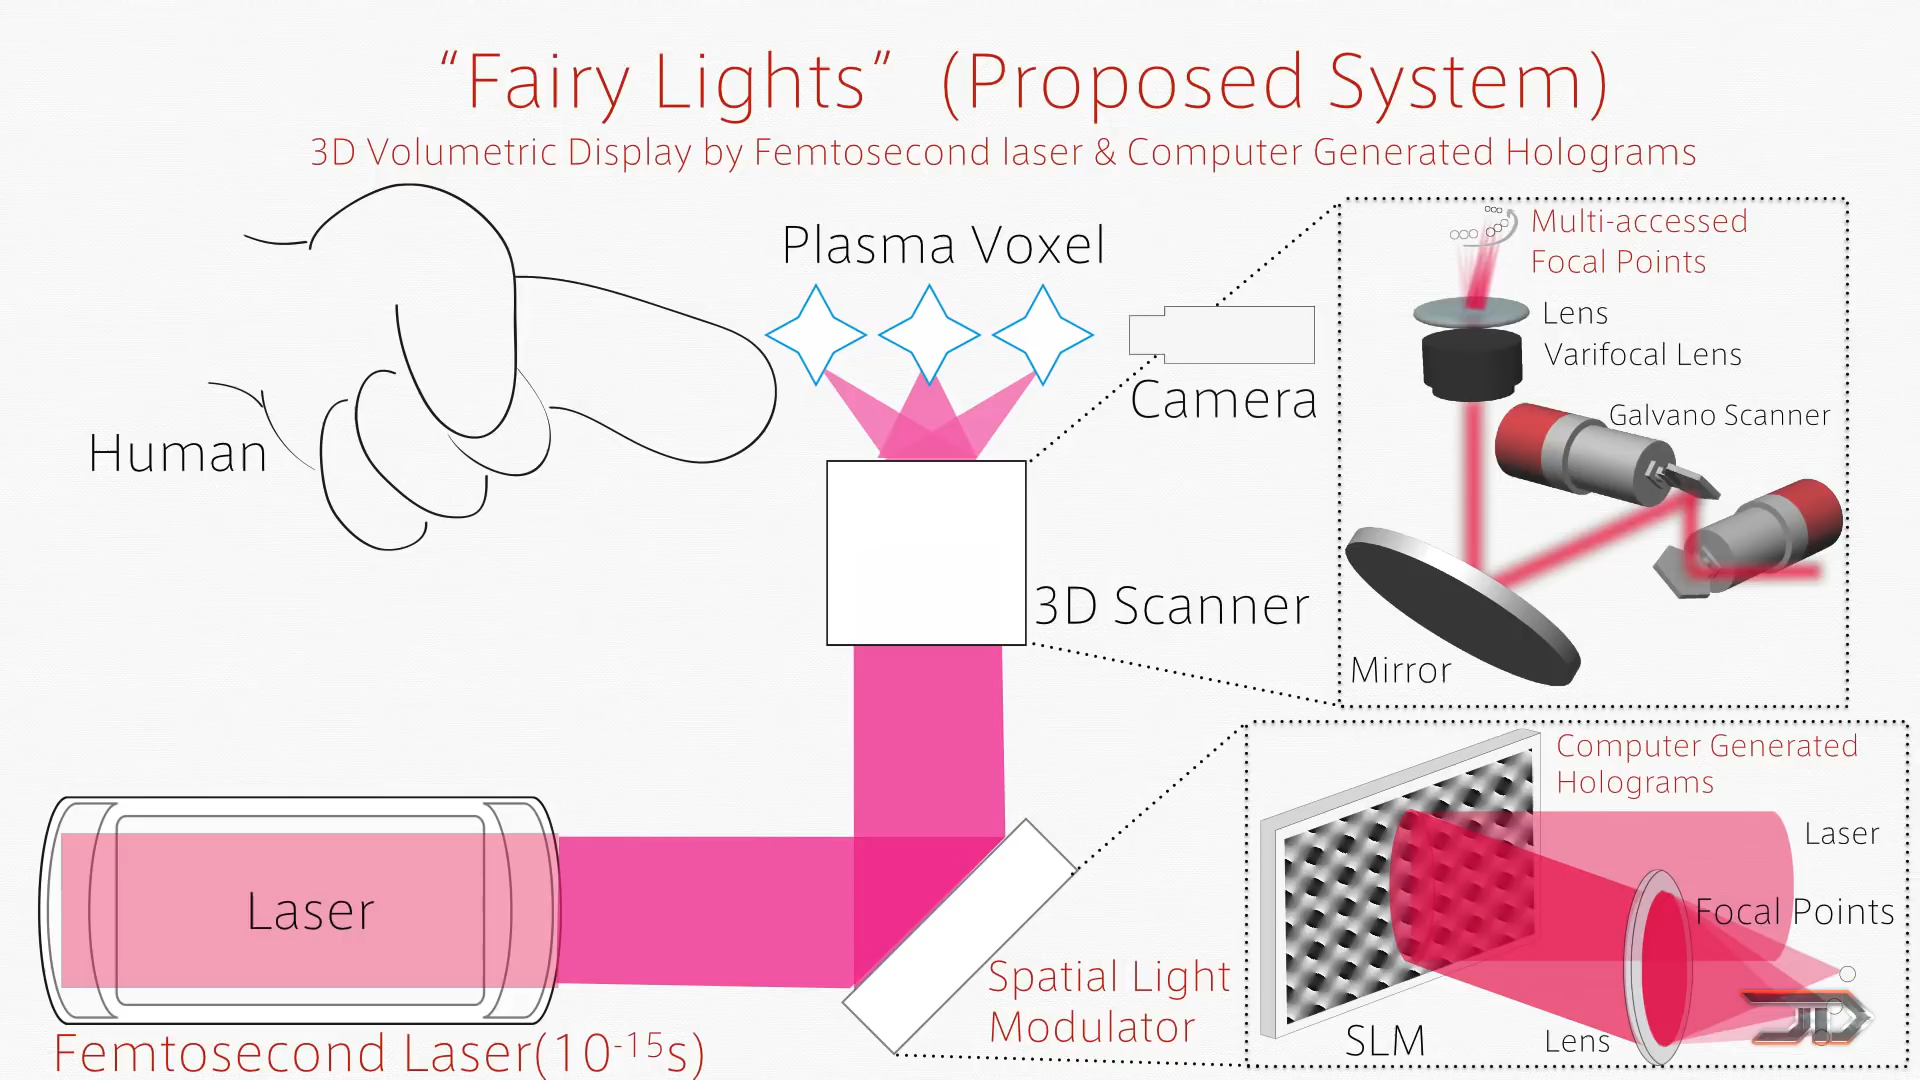 “Fairy Lights” (Proposed System)
3D Volumetric Display by Femtosecond laser & Computer Generated Holograms
Plasma Voxel
Human
Camera
3D Scanner
Laser
Femtosecond Laser(10-15s)
Spatial Light
Modulator
Multi-accessed
Focal Points
Lens
Varifocal Lens
Galvano Scanner
Mirror
Computer Generated
Holograms
Laser
Focal Points
SLM
Lens